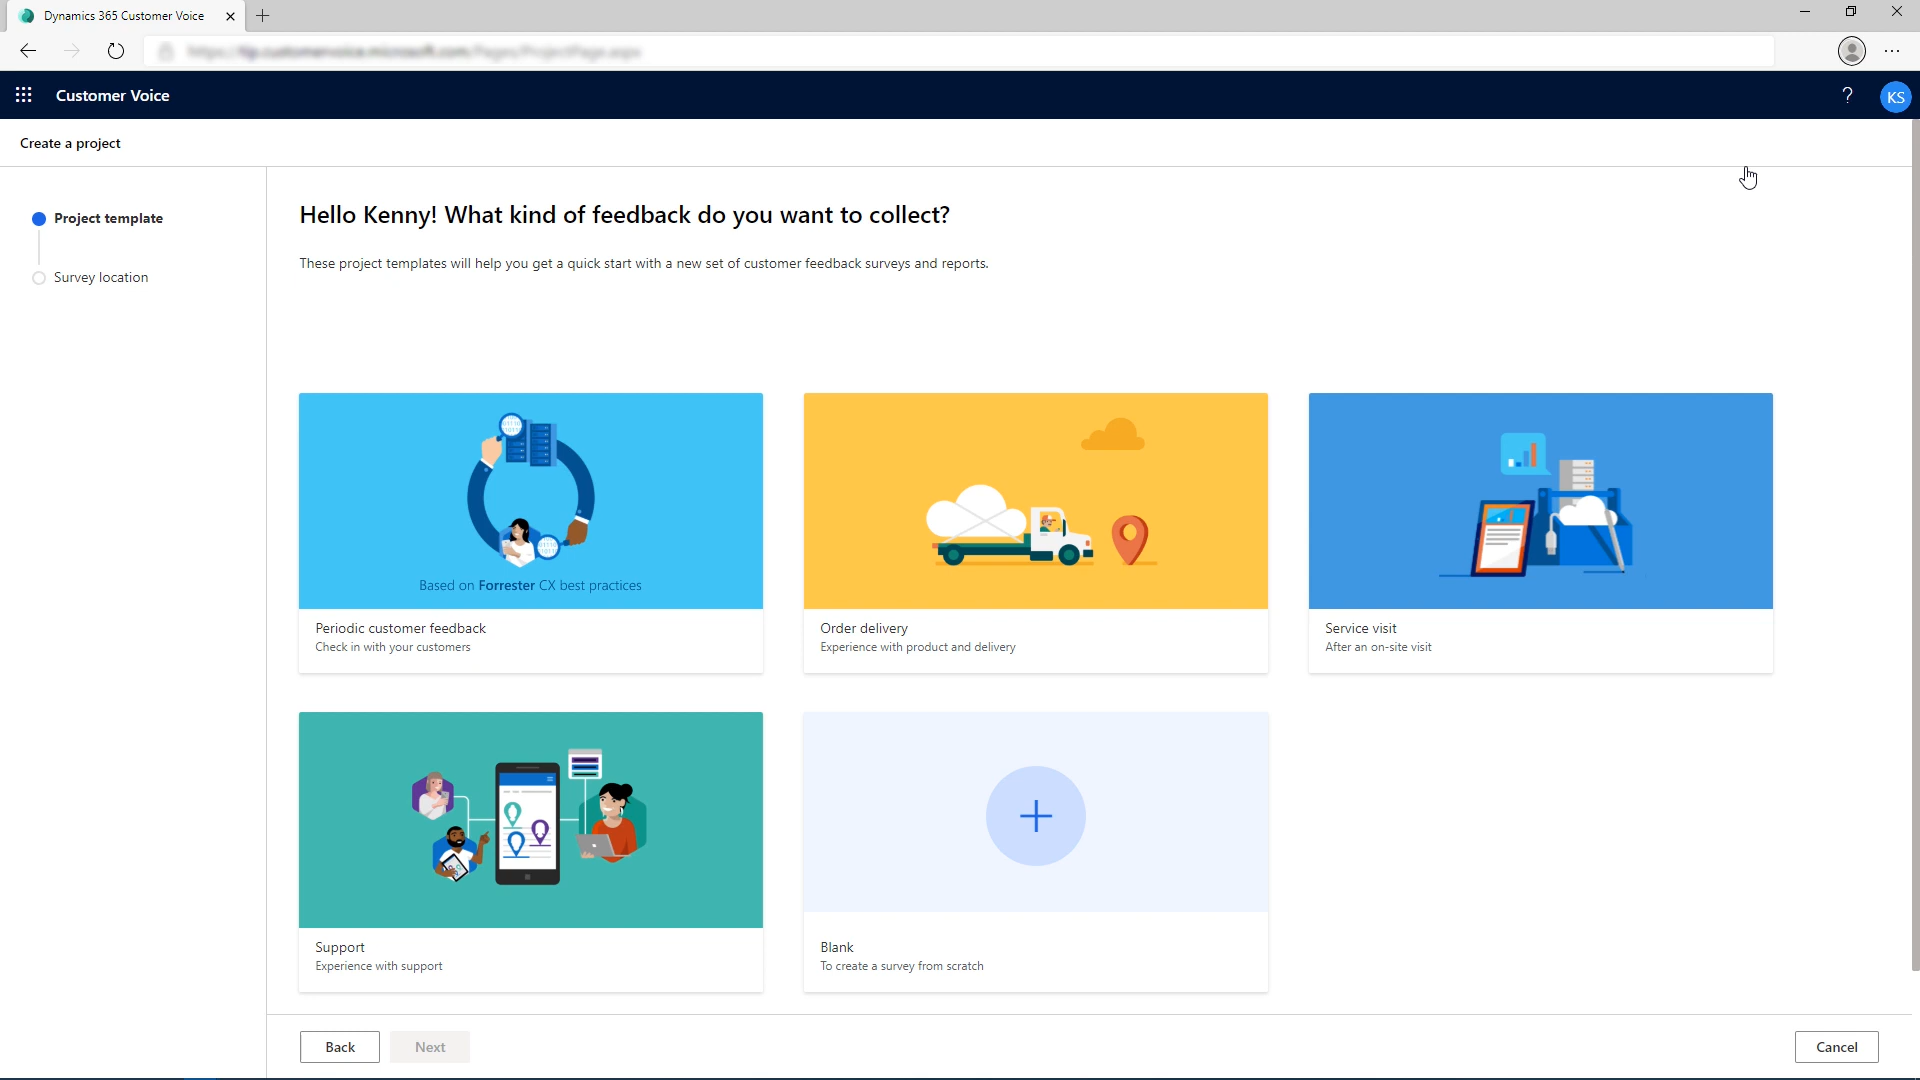 Dynamics 365 Customer Voice
Customer Voice
?
KS
Create a project
Project template
Survey location
Hello Kenny! What kind of feedback do you want to collect?
These project templates will help you get a quick start with a new set of customer feedback surveys and reports.
Based on Forrester CX best practices
Periodic customer feedback
Check in with your customers
Order delivery
Experience with product and delivery
Service visit
After an on-site visit
Support
Experience with support
Blank
To create a survey from scratch
Back
Next
Cancel